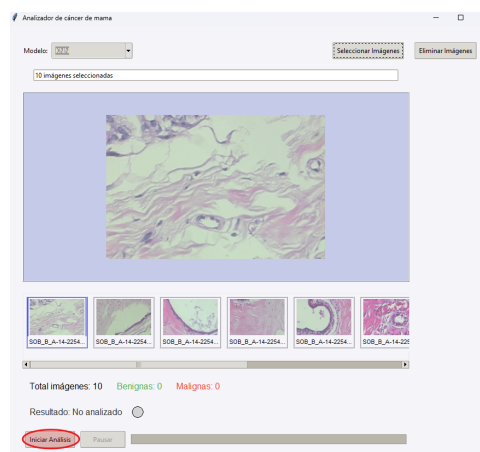 Analizador de cáncer de mama
Modelo: KNN Seleccionar Imágenes Eliminar Imágenes
10 imágenes seleccionadas
SOB_B_A-14-2254... SOB_B_A-14-2254... SOB_B_A-14-2254... SOB_B_A-14-2254... SOB_B_A-14-2254... SOB_B_A-14-225
Total imágenes: 10 Benignas: 0 Malignas: 0
Resultado: No analizado
Iniciar Análisis Pausar